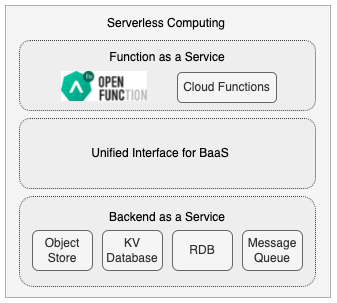 Serverless Computing
Function as a Service
fn
OPEN
FUNCTION
Cloud Functions
Unified Interface for BaaS
Backend as a Service
Object
Store
KV
Database
RDB
Message
Queue